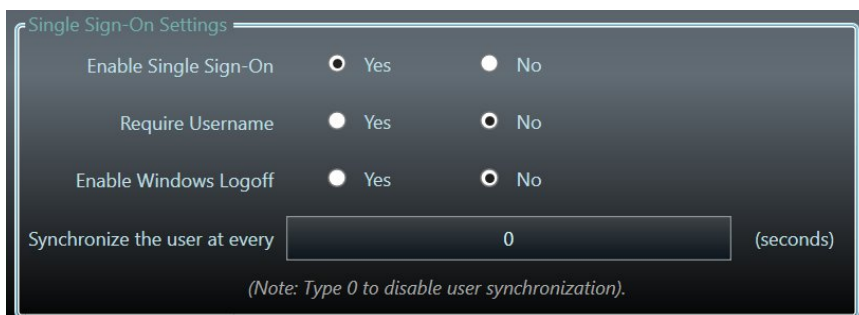 Single Sign-On Settings
Enable Single Sign-On Yes No
Require Username Yes No
Enable Windows Logoff Yes No
Synchronize the user at every 0 (seconds)
(Note: Type 0 to disable user synchronization).